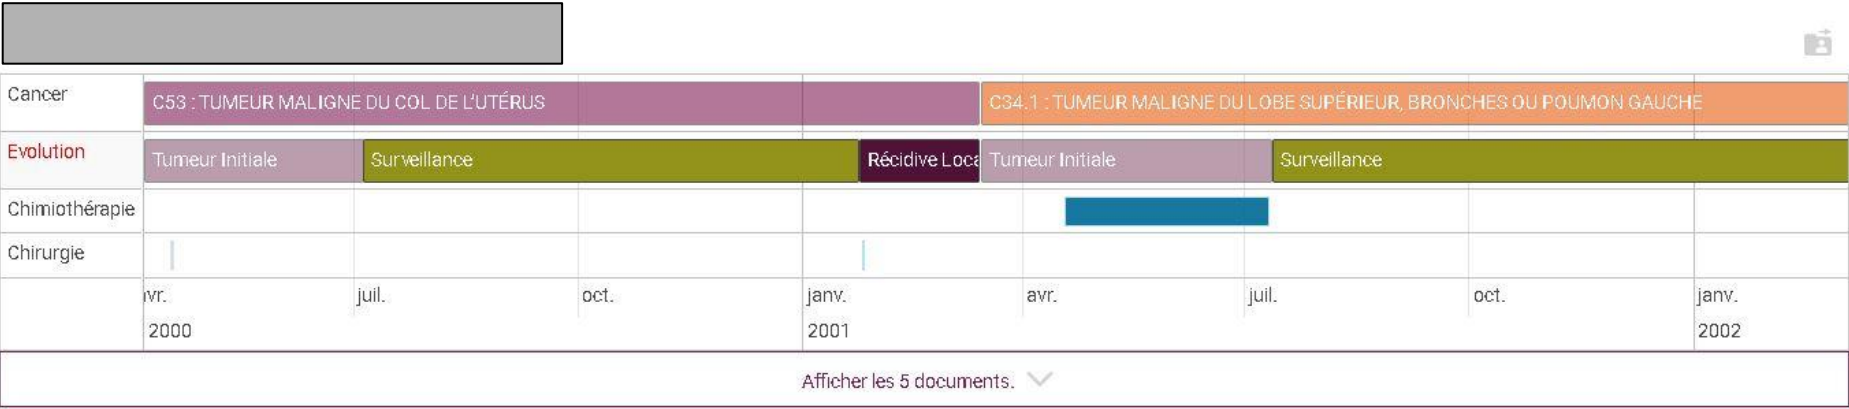 Cancer C53 : TUMEUR MALIGNE DU COL DE L'UTÉRUS C34.1 : TUMEUR MALIGNE DU LOBE SUPÉRIEUR, BRONCHES OU POUMON GAUCHE
Evolution Tumeur Initiale Surveillance Récidive Loca Tumeur Initiale Surveillance
Chimiothérapie
Chirurgie
vr. juil. oct. janv. avr. juil. oct. janv.
2000 2001 2002
Afficher les 5 documents.